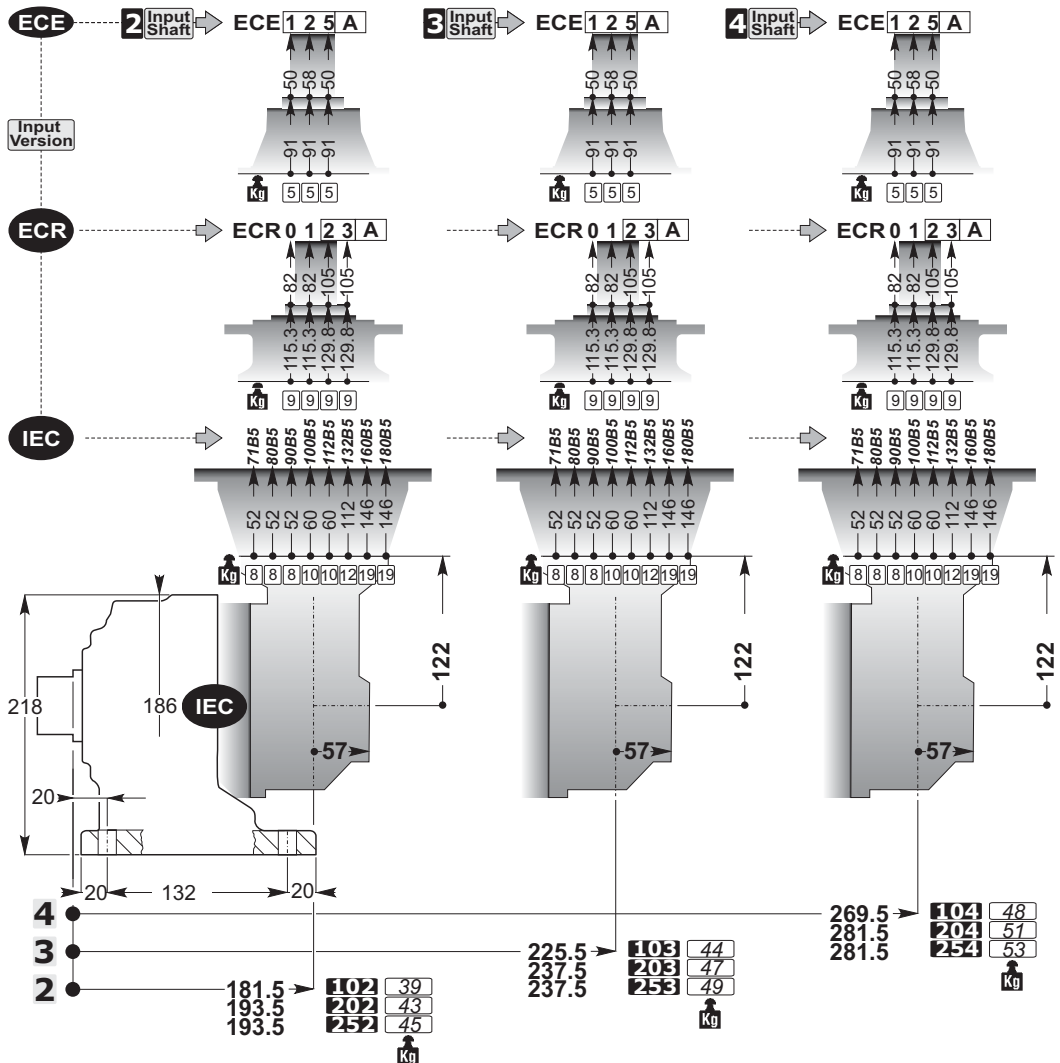 ECE 2 Input Shaft ECE 1 2 5 A 3 Input Shaft ECE 1 2 5 A 4 Input Shaft ECE 1 2 5 A
50 58 50 50 58 50 50 58 50
91 91 91 91 91 91 91 91 91
Kg 5 5 5 Kg 5 5 5 Kg 5 5 5
Input Version
ECR ECR 0 1 2 3 A ECR 0 1 2 3 A ECR 0 1 2 3 A
82 82 105 105 82 82 105 105 82 82 105 105
115.3 115.3 129.8 129.8 115.3 115.3 129.8 129.8 115.3 115.3 129.8 129.8
Kg 9 9 9 9 Kg 9 9 9 9 Kg 9 9 9 9
IEC 71B5 80B5 90B5 100B5 112B5 132B5 160B5 180B5 71B5 80B5 90B5 100B5 112B5 132B5 160B5 180B5 71B5 80B5 90B5 100B5 112B5 132B5 160B5 180B5
52 52 52 60 60 112 146 146 52 52 52 60 60 112 146 146 52 52 52 60 60 112 146 146
Kg 8 8 8 10 10 12 19 19 Kg 8 8 8 10 10 12 19 19 Kg 8 8 8 10 10 12 19 19
122 122 122
218 186 IEC
57 57 57
20
20 132 20
4 269.5 104 48
281.5 204 51
281.5 254 53
Kg
3 225.5 103 44
237.5 203 47
237.5 253 49
Kg
2 181.5 102 39
193.5 202 43
193.5 252 45
Kg